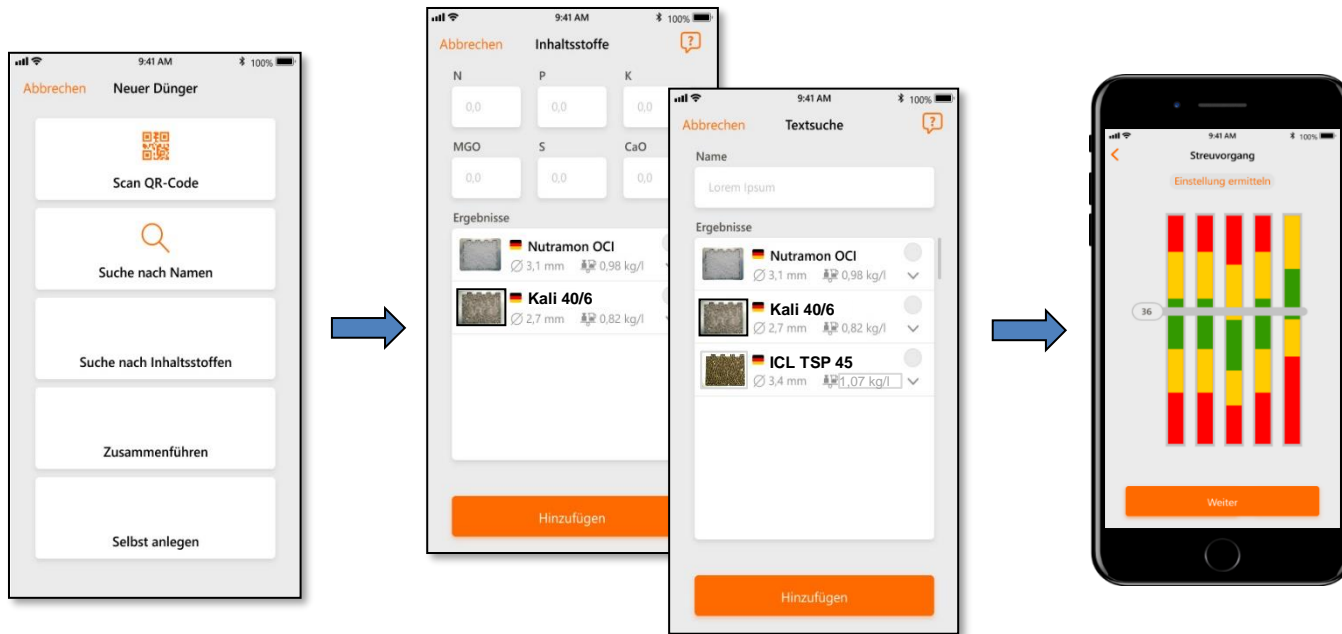 9:41 AM 100%
Abbrechen Neuer Dünger
Scan QR-Code
Suche nach Namen
Suche nach Inhaltsstoffen
Zusammenführen
Selbst anlegen
9:41 AM 100%
Abbrechen Inhaltsstoffe ?
N P K
0,0 0,0 0,0
MGO S CaO
0,0 0,0 0,0
Ergebnisse
Nutramon OCI
Ø 3,1 mm 0,98 kg/l
Kali 40/6
Ø 2,7 mm 0,82 kg/l
Hinzufügen
9:41 AM 100%
Abbrechen Textsuche ?
Name
Lorem Ipsum
Ergebnisse
Nutramon OCI
Ø 3,1 mm 0,98 kg/l
Kali 40/6
Ø 2,7 mm 0,82 kg/l
ICL TSP 45
Ø 3,4 mm 1,07 kg/l
Hinzufügen
9:41 AM 100%
Streuvorgang
Einstellung ermitteln
36
Weiter